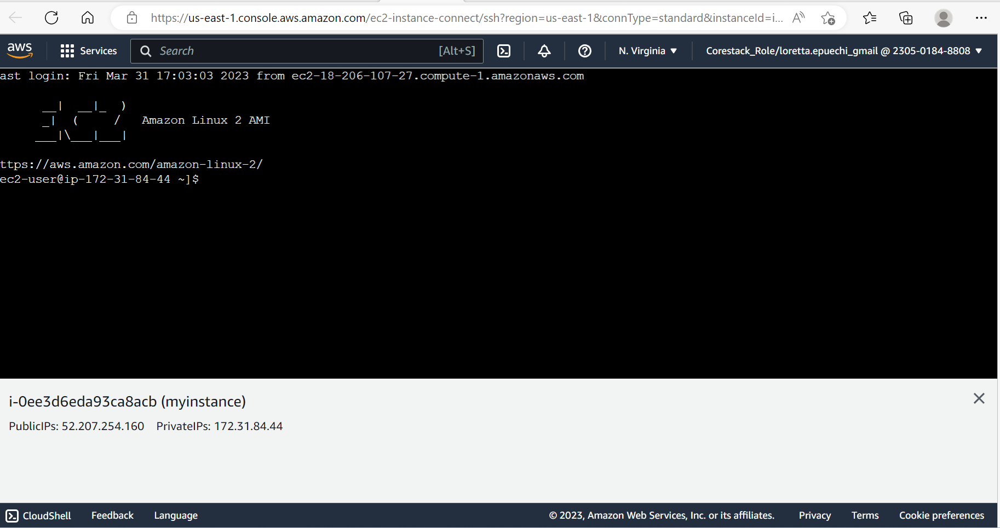 https://us-east-1.console.aws.amazon.com/ec2-instance-connect/ssh?region=us-east-1&connType=standard&instanceId=i...
aws Services Search [Alt+S] N. Virginia Corestack_Role/loretta.epuechi_gmail @ 2305-0184-8808
ast login: Fri Mar 31 17:03:03 2023 from ec2-18-206-107-27.compute-1.amazonaws.com
__|  __|_  )
_|  (     /   Amazon Linux 2 AMI
___|\___|___|
ttps://aws.amazon.com/amazon-linux-2/
ec2-user@ip-172-31-84-44 ~]$
i-0ee3d6eda93ca8acb (myinstance)
PublicIPs: 52.207.254.160 PrivateIPs: 172.31.84.44
CloudShell Feedback Language © 2023, Amazon Web Services, Inc. or its affiliates. Privacy Terms Cookie preferences